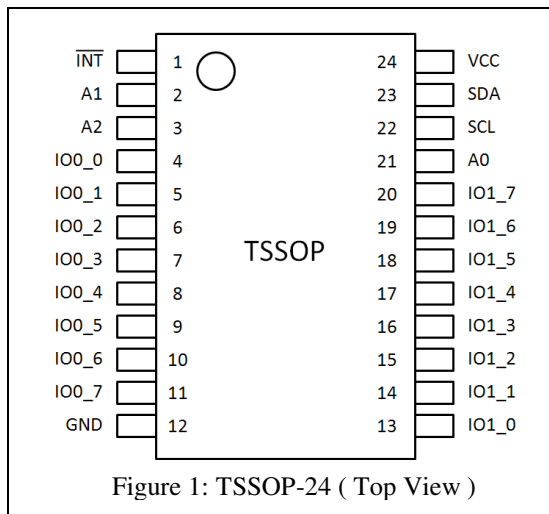 I̅N̅T̅ 1 24 VCC
A1 2 23 SDA
A2 3 22 SCL
IO0_0 4 21 A0
IO0_1 5 20 IO1_7
IO0_2 6 19 IO1_6
IO0_3 7 18 IO1_5
TSSOP
IO0_4 8 17 IO1_4
IO0_5 9 16 IO1_3
IO0_6 10 15 IO1_2
IO0_7 11 14 IO1_1
GND 12 13 IO1_0
Figure 1: TSSOP-24 ( Top View )